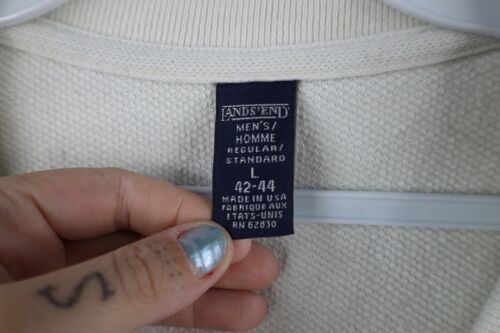 LANDS'END
MEN'S/
HOMME
REGULAR/
STANDARD
L
42-44
MADE IN USA
FABRIQUE AUX
ETATS-UNIS
RN 62830